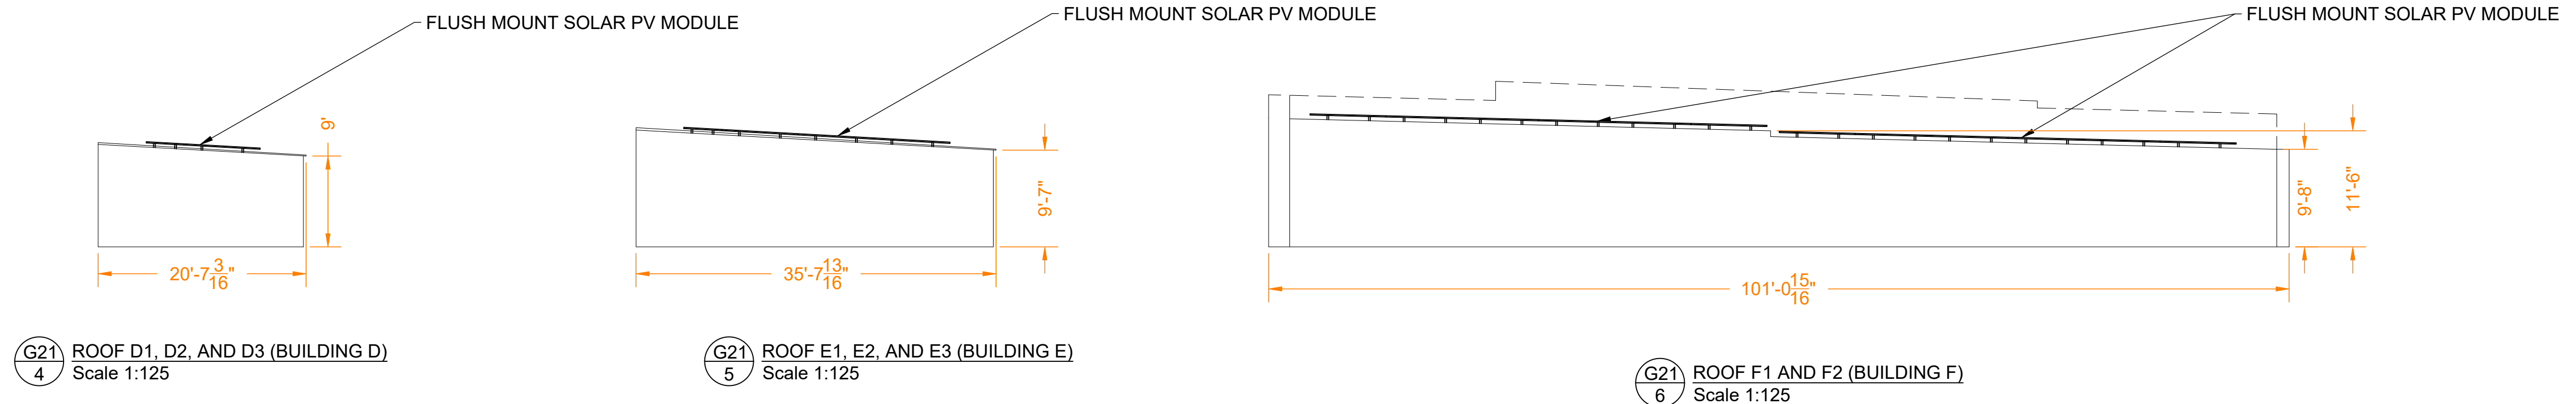 FLUSH MOUNT SOLAR PV MODULE
FLUSH MOUNT SOLAR PV MODULE
FLUSH MOUNT SOLAR PV MODULE
9'
20'-7 3/16"
9'-7"
35'-7 13/16"
9'-8"
11'-6"
101'-0 15/16"
G21
4
ROOF D1, D2, AND D3 (BUILDING D)
Scale 1:125
G21
5
ROOF E1, E2, AND E3 (BUILDING E)
Scale 1:125
G21
6
ROOF F1 AND F2 (BUILDING F)
Scale 1:125